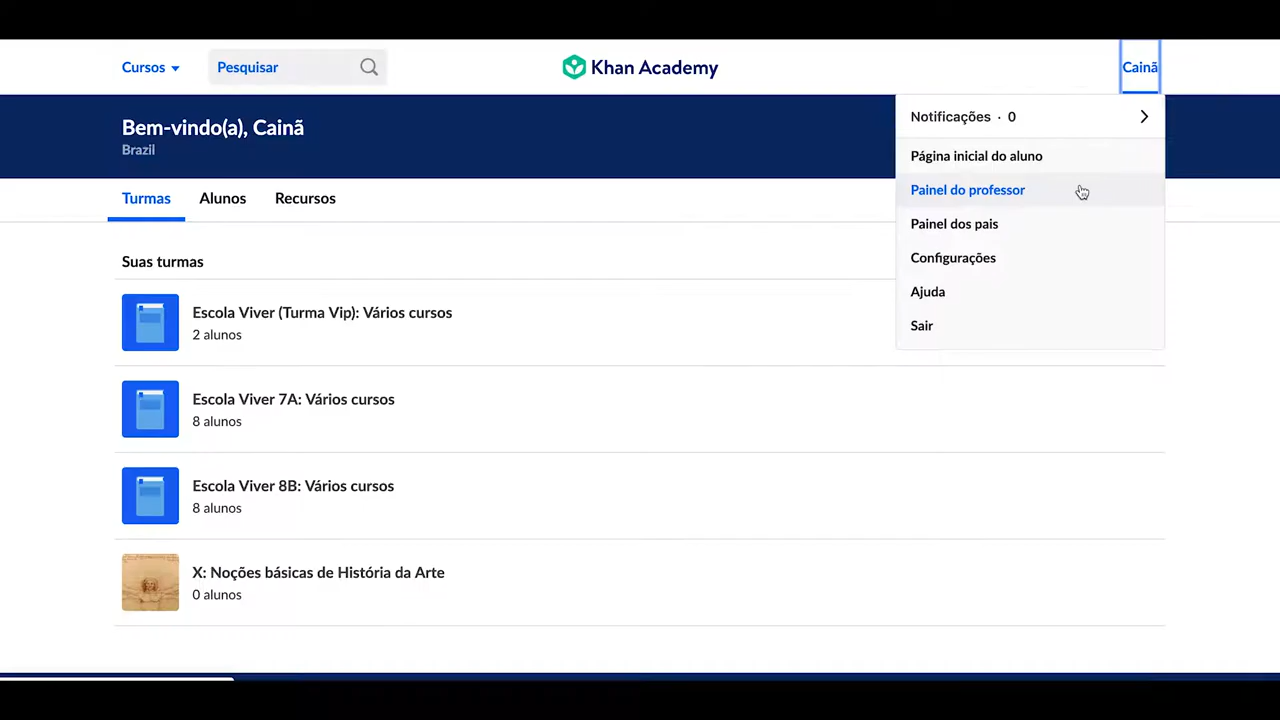 Cursos
Pesquisar
Khan Academy
Cainã
Bem-vindo(a), Cainã
Brazil
Notificações · 0
Página inicial do aluno
Painel do professor
Painel dos pais
Configurações
Ajuda
Sair
Turmas
Alunos
Recursos
Suas turmas
Escola Viver (Turma Vip): Vários cursos
2 alunos
Escola Viver 7A: Vários cursos
8 alunos
Escola Viver 8B: Vários cursos
8 alunos
X: Noções básicas de História da Arte
0 alunos